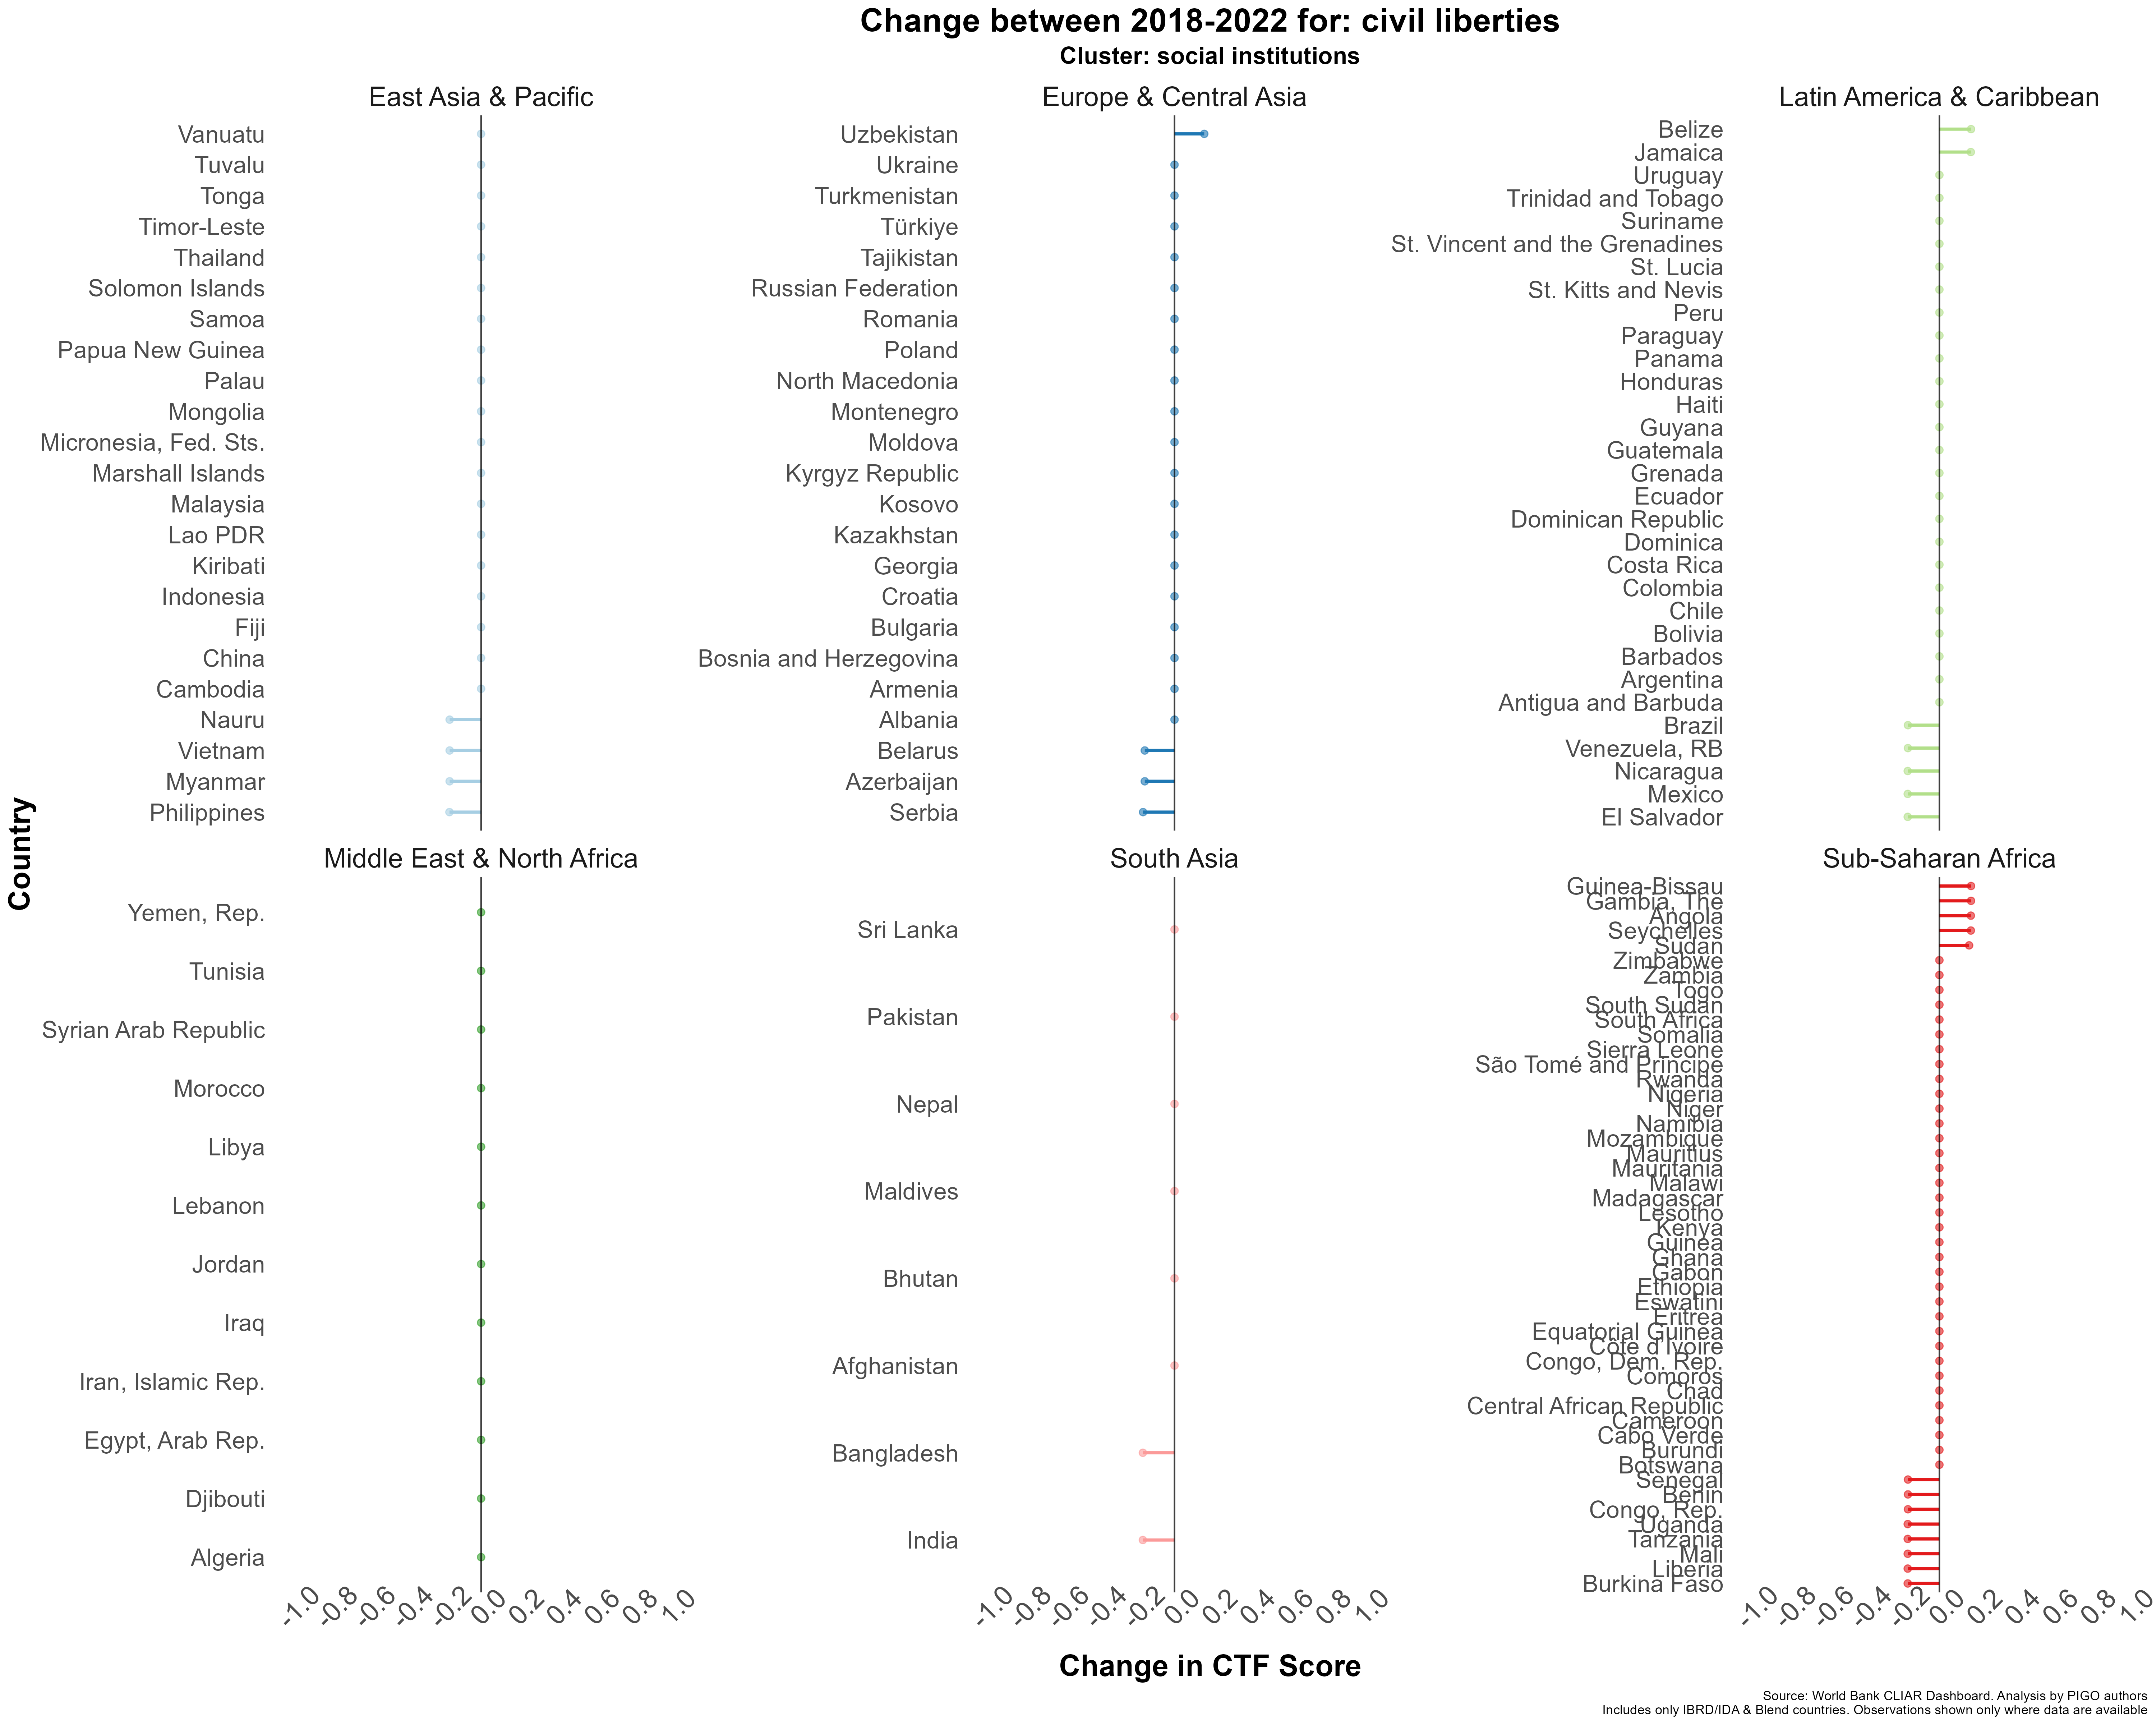 Change between 2018-2022 for: civil liberties
Cluster: social institutions
Country
East Asia & Pacific
Vanuatu
Tuvalu
Tonga
Timor-Leste
Thailand
Solomon Islands
Samoa
Papua New Guinea
Palau
Mongolia
Micronesia, Fed. Sts.
Marshall Islands
Malaysia
Lao PDR
Kiribati
Indonesia
Fiji
China
Cambodia
Nauru
Vietnam
Myanmar
Philippines
Europe & Central Asia
Uzbekistan
Ukraine
Turkmenistan
Türkiye
Tajikistan
Russian Federation
Romania
Poland
North Macedonia
Montenegro
Moldova
Kyrgyz Republic
Kosovo
Kazakhstan
Georgia
Croatia
Bulgaria
Bosnia and Herzegovina
Armenia
Albania
Belarus
Azerbaijan
Serbia
Latin America & Caribbean
Belize
Jamaica
Uruguay
Trinidad and Tobago
Suriname
St. Vincent and the Grenadines
St. Lucia
St. Kitts and Nevis
Peru
Paraguay
Panama
Honduras
Haiti
Guyana
Guatemala
Grenada
Ecuador
Dominican Republic
Dominica
Costa Rica
Colombia
Chile
Bolivia
Barbados
Argentina
Antigua and Barbuda
Brazil
Venezuela, RB
Nicaragua
Mexico
El Salvador
Middle East & North Africa
Yemen, Rep.
Tunisia
Syrian Arab Republic
Morocco
Libya
Lebanon
Jordan
Iraq
Iran, Islamic Rep.
Egypt, Arab Rep.
Djibouti
Algeria
-1.0 -0.8 -0.6 -0.4 -0.2 0.0 0.2 0.4 0.6 0.8 1.0
South Asia
Sri Lanka
Pakistan
Nepal
Maldives
Bhutan
Afghanistan
Bangladesh
India
-1.0 -0.8 -0.6 -0.4 -0.2 0.0 0.2 0.4 0.6 0.8 1.0
Sub-Saharan Africa
Guinea-Bissau
Gambia, The
Angola
Seychelles
Sudan
Zimbabwe
Zambia
Togo
South Sudan
South Africa
Somalia
Sierra Leone
São Tomé and Príncipe
Rwanda
Nigeria
Niger
Namibia
Mozambique
Mauritius
Mauritania
Malawi
Madagascar
Lesotho
Kenya
Guinea
Ghana
Gabon
Ethiopia
Eswatini
Eritrea
Equatorial Guinea
Côte d'Ivoire
Congo, Dem. Rep.
Comoros
Chad
Central African Republic
Cameroon
Cabo Verde
Burundi
Botswana
Senegal
Benin
Congo, Rep.
Uganda
Tanzania
Mali
Liberia
Burkina Faso
-1.0 -0.8 -0.6 -0.4 -0.2 0.0 0.2 0.4 0.6 0.8 1.0
Change in CTF Score
Source: World Bank CLIAR Dashboard. Analysis by PIGO authors
Includes only IBRD/IDA & Blend countries. Observations shown only where data are available